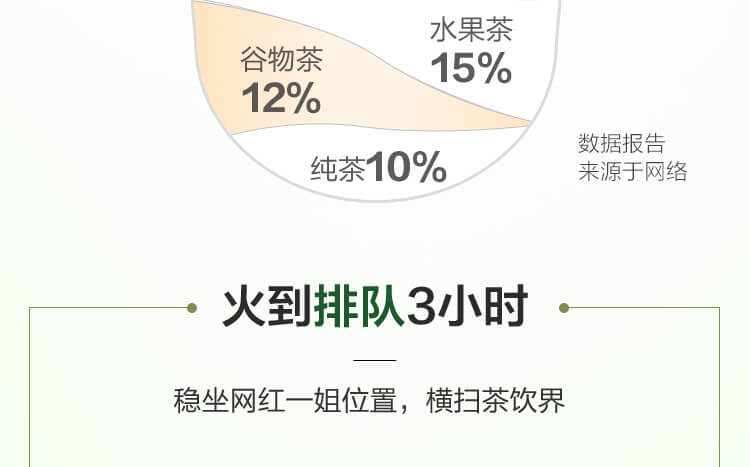 水果茶
15%
谷物茶
12%
纯茶10%
数据报告
来源于网络
火到排队3小时
稳坐网红一姐位置，横扫茶饮界